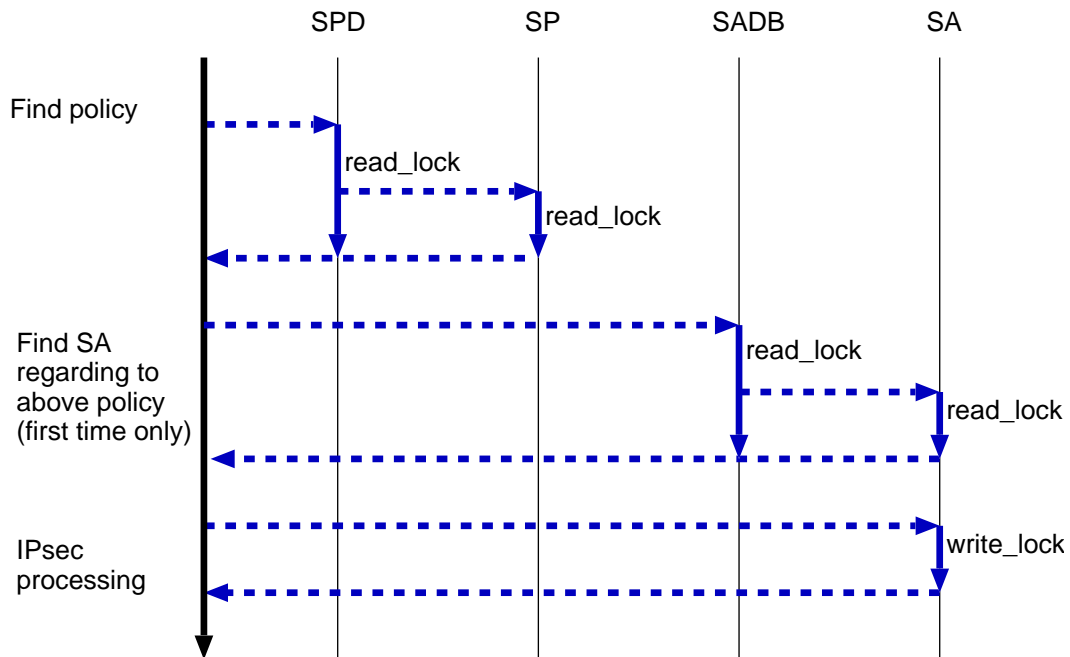 SPD SP SADB SA
Find policy
read_lock
read_lock
Find SA
regarding to
above policy
(first time only)
read_lock
read_lock
IPsec
processing
write_lock